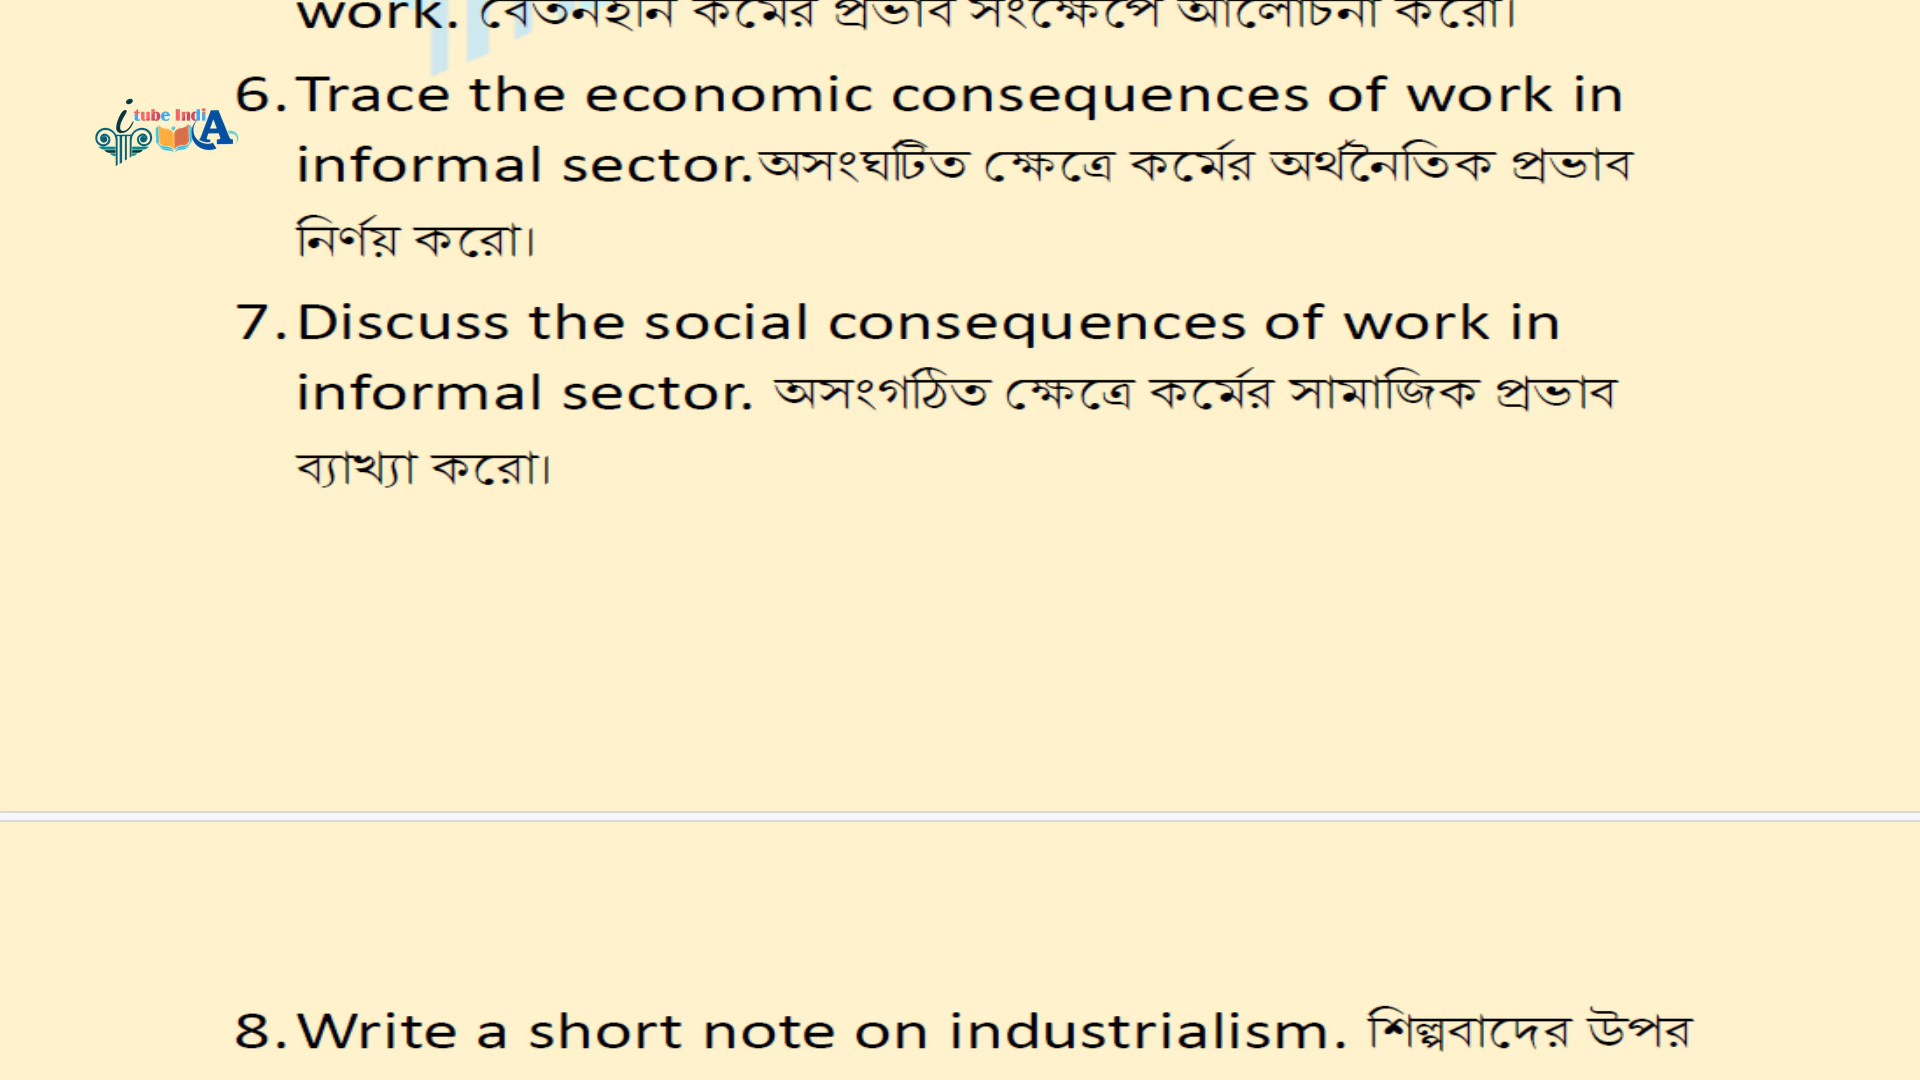 work. বেতনহীন কর্মের প্রভাব সংক্ষেপে আলোচনা করো।
6. Trace the economic consequences of work in
itube IndiA
informal sector.অসংঘটিত ক্ষেত্রে কর্মের অর্থনৈতিক প্রভাব
নির্ণয় করো।
7. Discuss the social consequences of work in
informal sector. অসংগঠিত ক্ষেত্রে কর্মের সামাজিক প্রভাব
ব্যাখ্যা করো।
8. Write a short note on industrialism. শিল্পবাদের উপর